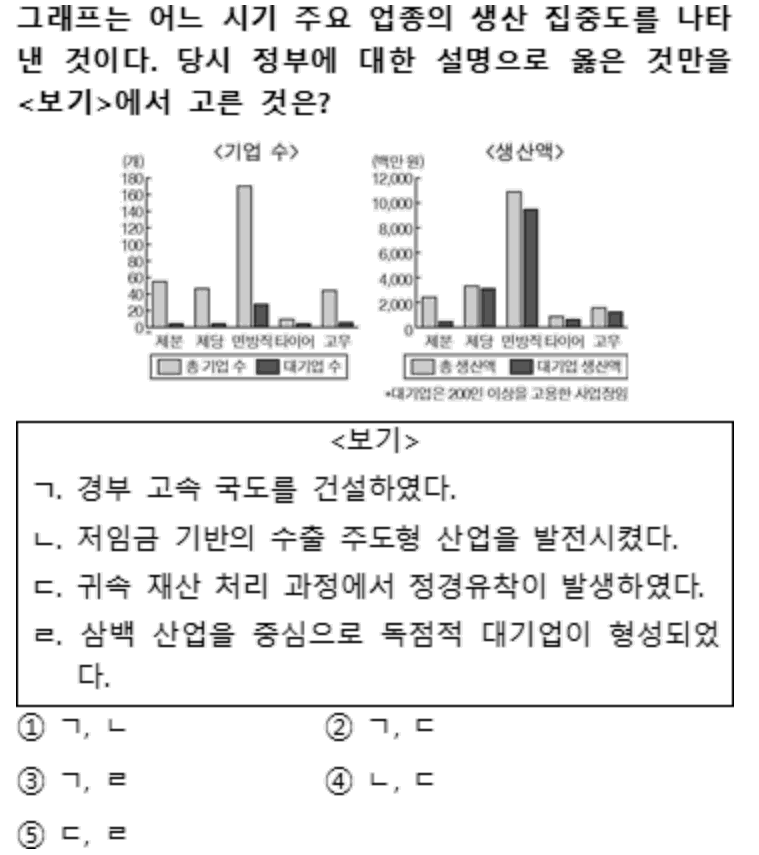 그래프는 어느 시기 주요 업종의 생산 집중도를 나타
낸 것이다. 당시 정부에 대한 설명으로 옳은 것만을
<보기>에서 고른 것은?
<기업 수>
(개)
180
160
140
120
100
80
60
40
20
0
제분 제당 면방직 타이어 고무
총 기업 수 대기업 수
<생산액>
(백만 원)
12,000
10,000
8,000
6,000
4,000
2,000
0
제분 제당 면방직 타이어 고무
총 생산액 대기업 생산액
*대기업은 200인 이상을 고용한 사업장임
<보기>
ㄱ. 경부 고속 국도를 건설하였다.
ㄴ. 저임금 기반의 수출 주도형 산업을 발전시켰다.
ㄷ. 귀속 재산 처리 과정에서 정경유착이 발생하였다.
ㄹ. 삼백 산업을 중심으로 독점적 대기업이 형성되었
다.
① ㄱ, ㄴ ② ㄱ, ㄷ
③ ㄱ, ㄹ ④ ㄴ, ㄷ
⑤ ㄷ, ㄹ